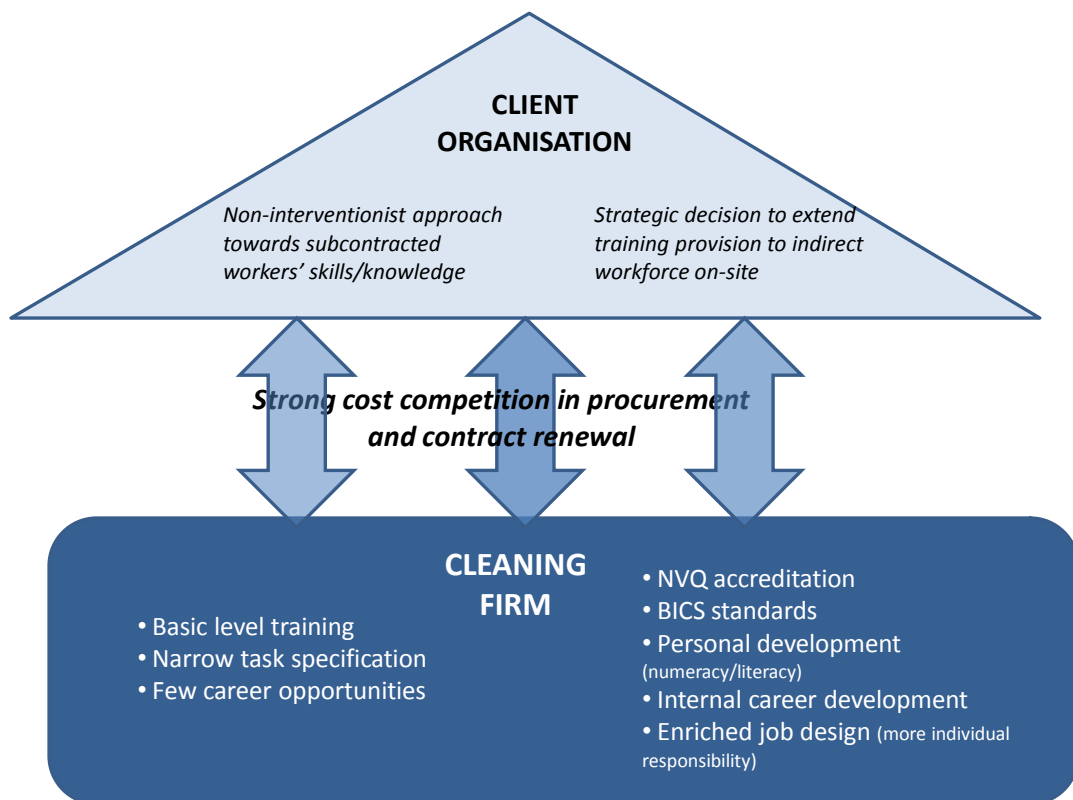 CLIENT
ORGANISATION
Non-interventionist approach
towards subcontracted
workers’ skills/knowledge
Strategic decision to extend
training provision to indirect
workforce on-site
Strong cost competition in procurement
and contract renewal
CLEANING
FIRM
• Basic level training
• Narrow task specification
• Few career opportunities
• NVQ accreditation
• BICS standards
• Personal development
(numeracy/literacy)
• Internal career development
• Enriched job design (more individual
responsibility)